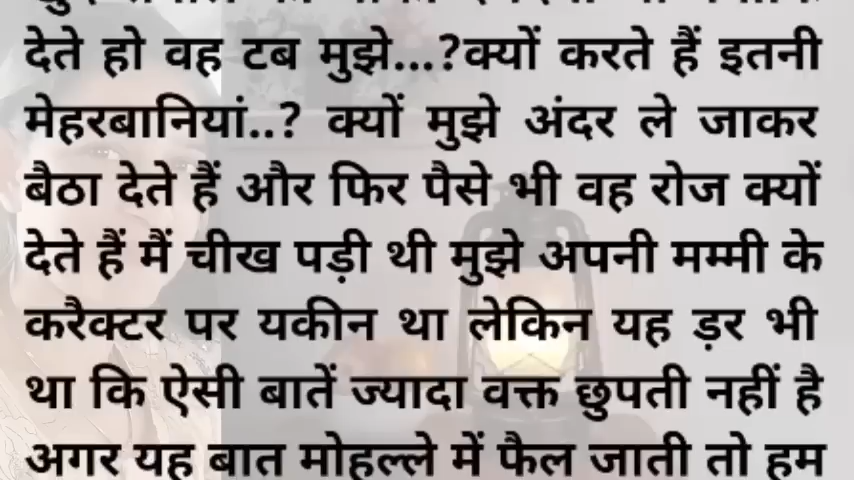 देते हो वह टब मुझे...?क्यों करते हैं इतनी
मेहरबानियां..? क्यों मुझे अंदर ले जाकर
बैठा देते हैं और फिर पैसे भी वह रोज क्यों
देते हैं मैं चीख पड़ी थी मुझे अपनी मम्मी के
करैक्टर पर यकीन था लेकिन यह ड़र भी
था कि ऐसी बातें ज्यादा वक्त छुपती नहीं है
अगर यह बात मोहल्ले में फैल जाती तो हम